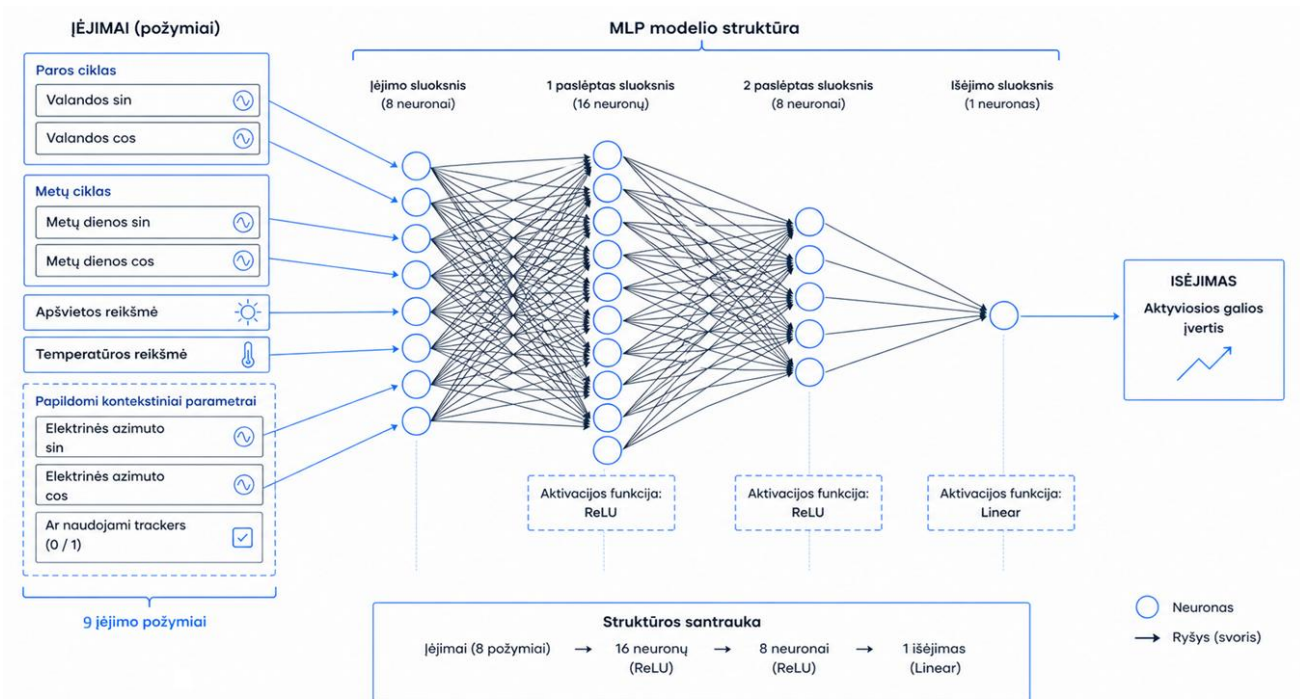 ĮĖJIMAI (požymiai)
Paros ciklas
Valandos sin
Valandos cos
Metų ciklas
Metų dienos sin
Metų dienos cos
Apšvietos reikšmė
Temperatūros reikšmė
Papildomi kontekstiniai parametrai
Elektrinės azimuto
sin
Elektrinės azimuto
cos
Ar naudojami trackers
(0 / 1)
9 įėjimo požymiai
MLP modelio struktūra
Įėjimo sluoksnis
(8 neuronai)
1 paslėptas sluoksnis
(16 neuronų)
2 paslėptas sluoksnis
(8 neuronai)
Išėjimo sluoksnis
(1 neuronas)
Aktivacijos funkcija:
ReLU
Aktivacijos funkcija:
ReLU
Aktivacijos funkcija:
Linear
ISĖJIMAS
Aktyviosios galios
įvertis
Struktūros santrauka
Įėjimai (8 požymiai) → 16 neuronų → 8 neuronai → 1 išėjimas
(ReLU) (ReLU) (Linear)
Neuronas
Ryšys (svoris)